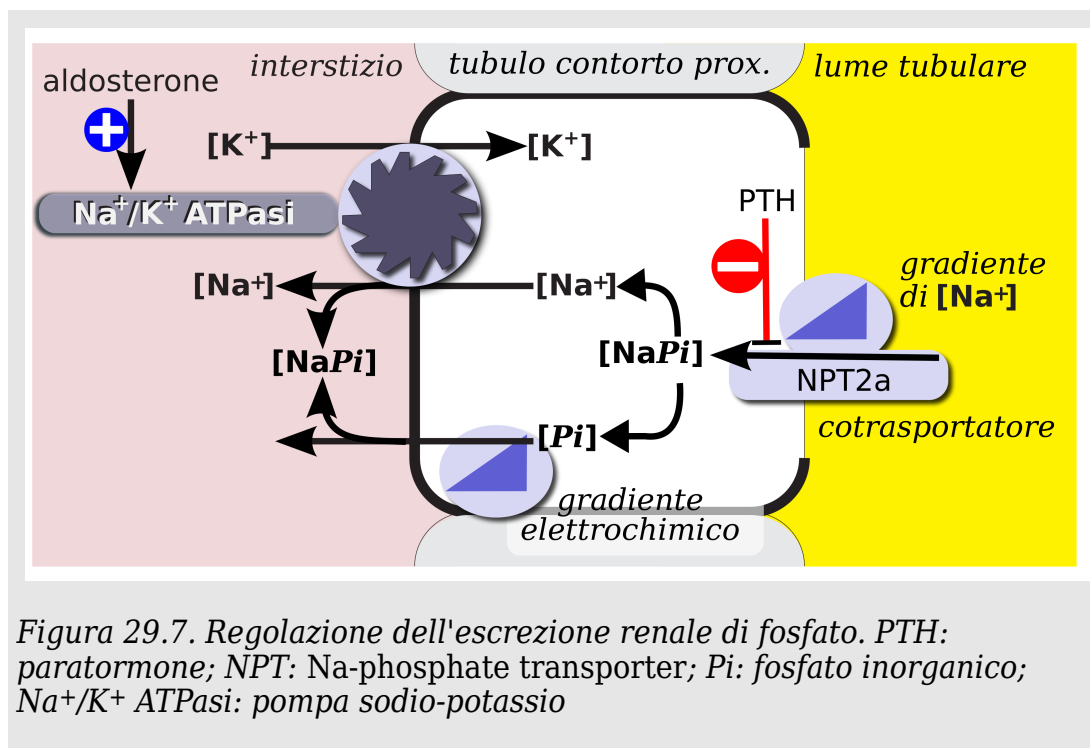 aldosterone
interstizio
tubulo contorto prox.
lume tubulare
[K⁺]
[K⁺]
Na⁺/K⁺ ATPasi
PTH
gradiente
di [Na⁺]
[Na⁺]
[Na⁺]
[NaPi]
[NaPi]
NPT2a
cotrasportatore
[Pi]
gradiente
elettrochimico
Figura 29.7. Regolazione dell'escrezione renale di fosfato. PTH:
paratormone; NPT: Na-phosphate transporter; Pi: fosfato inorganico;
Na⁺/K⁺ ATPasi: pompa sodio-potassio